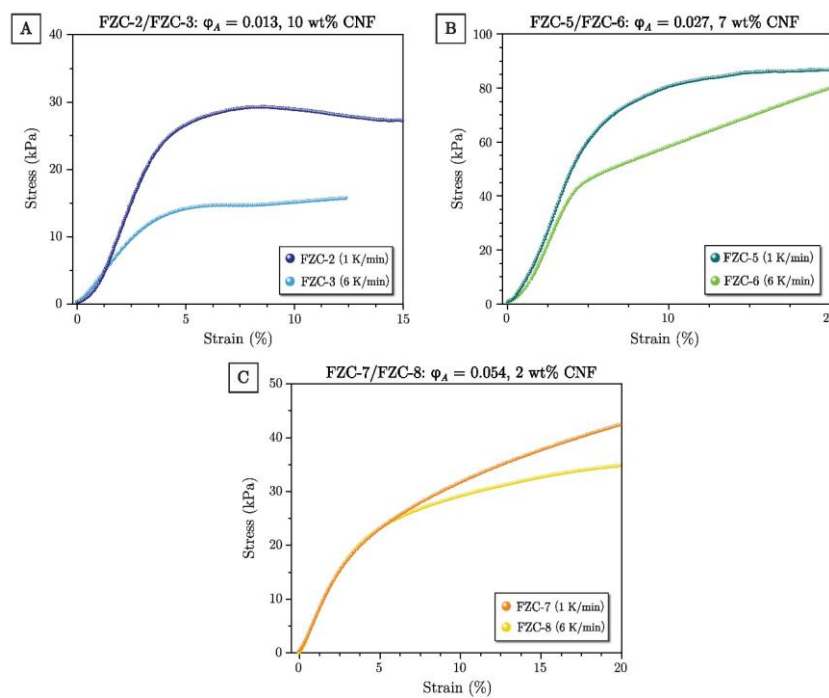 A
FZC-2/FZC-3: φA = 0.013, 10 wt% CNF
40
30
20
10
0
Stress (kPa)
FZC-2 (1 K/min)
FZC-3 (6 K/min)
0 5 10 15
Strain (%)
B
FZC-5/FZC-6: φA = 0.027, 7 wt% CNF
100
80
60
40
20
0
Stress (kPa)
FZC-5 (1 K/min)
FZC-6 (6 K/min)
0 5 10 15
Strain (%)
C
FZC-7/FZC-8: φA = 0.054, 2 wt% CNF
50
40
30
20
10
0
Stress (kPa)
FZC-7 (1 K/min)
FZC-8 (6 K/min)
0 5 10 15 20
Strain (%)